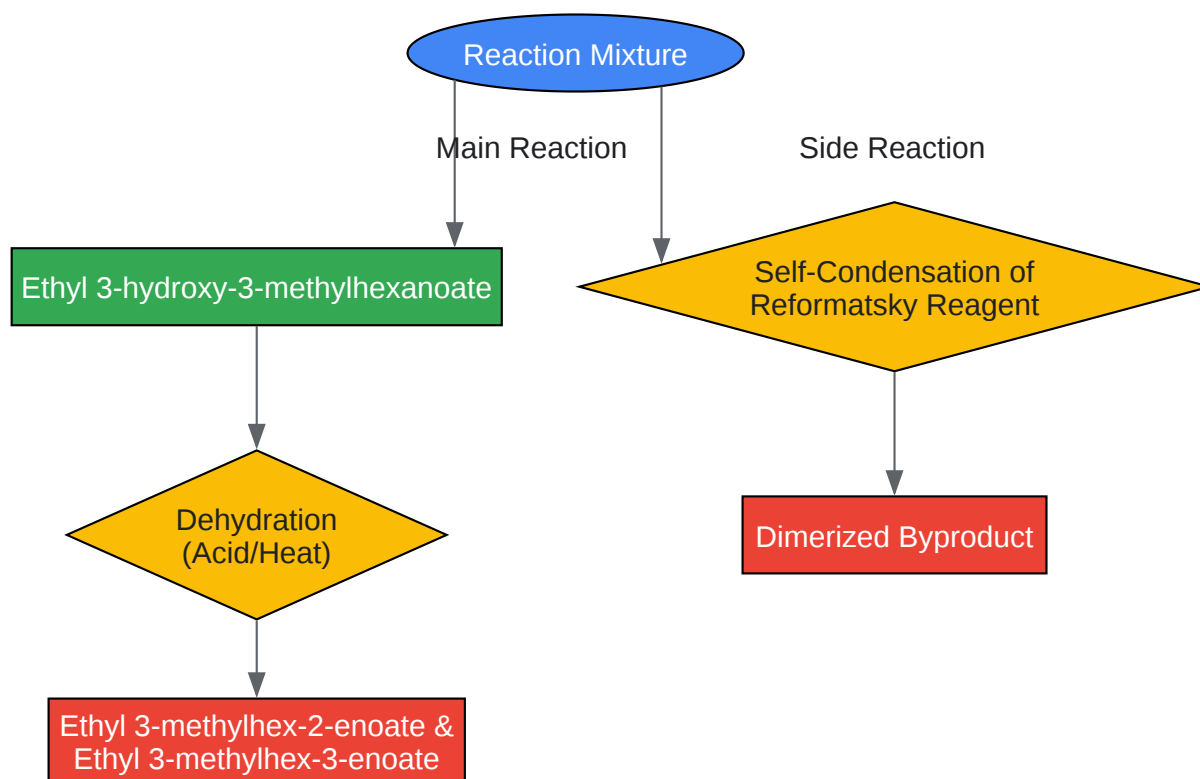 Reaction Mixture
Main Reaction
Side Reaction
Ethyl 3-hydroxy-3-methylhexanoate
Self-Condensation of
Reformatsky Reagent
Dehydration
(Acid/Heat)
Dimerized Byproduct
Ethyl 3-methylhex-2-enoate &
Ethyl 3-methylhex-3-enoate